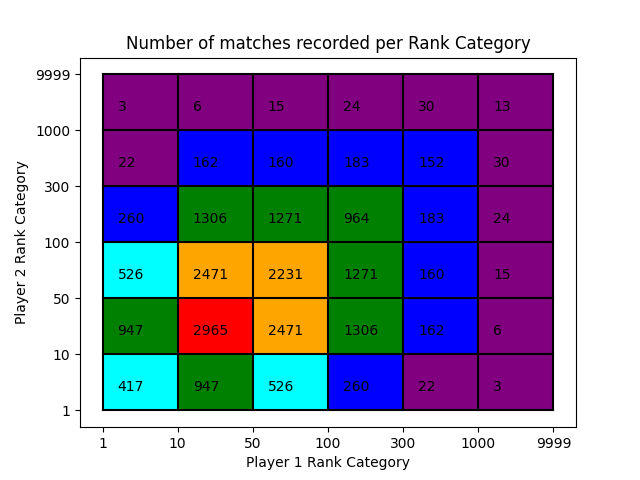 Number of matches recorded per Rank Category
9999
3 6 15 24 30 13
1000
22 162 160 183 152 30
300
260 1306 1271 964 183 24
100
526 2471 2231 1271 160 15
50
947 2965 2471 1306 162 6
10
417 947 526 260 22 3
1
1 10 50 100 300 1000 9999
Player 1 Rank Category
Player 2 Rank Category